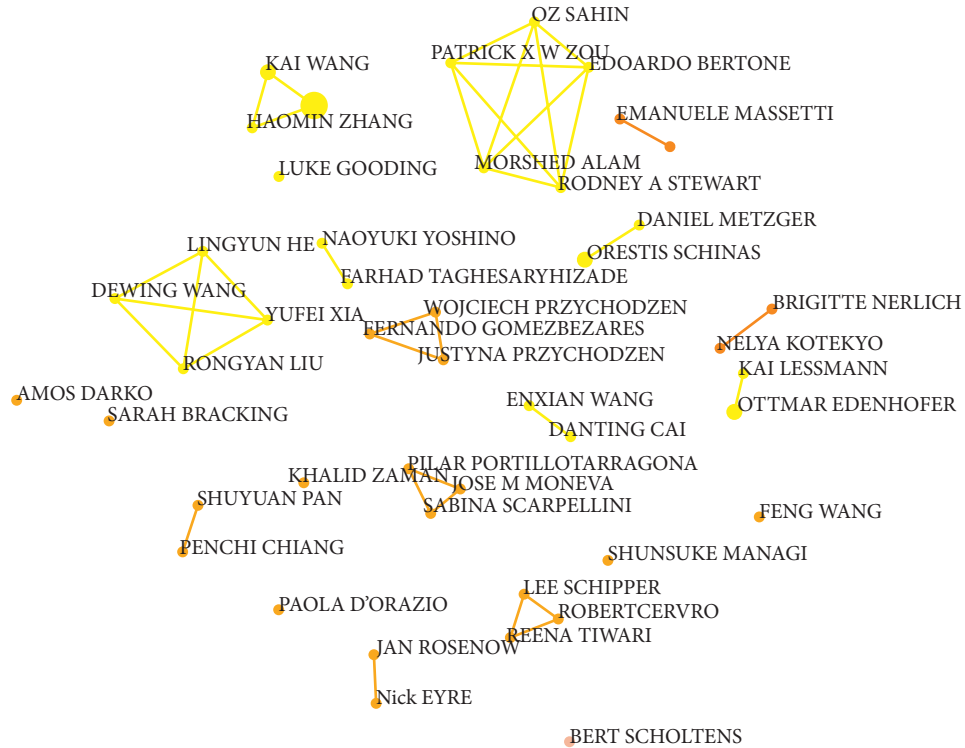 OZ SAHIN
PATRICK X W ZOU
KAI WANG
EDOARDO BERTONE
EMANUELE MASSETTI
HAOMIN ZHANG
MORSHED ALAM
LUKE GOODING
RODNEY A STEWART
DANIEL METZGER
NAOYUKI YOSHINO
LINGYUN HE
ORESTIS SCHINAS
FARHAD TAGHESARYHIZADE
DEWING WANG
BRIGITTE NERLICH
WOJCIECH PRZYCHODZEN
YUFEI XIA
FERNANDO GOMEZBEZARES
NELYA KOTEKYO
JUSTYNA PRZYCHODZEN
RONGYAN LIU
KAI LESSMANN
AMOS DARKO
ENXIAN WANG
OTTMAR EDENHOFER
SARAH BRACKING
DANTING CAI
PILAR PORTILLOTARRAGONA
KHALID ZAMAN
JOSE M MONEVA
SHUYUAN PAN
SABINA SCARPELLINI
FENG WANG
PENCHI CHIANG
SHUNSUKE MANAGI
LEE SCHIPPER
PAOLA D'ORAZIO
ROBERTCERVRO
REENA TIWARI
JAN ROSENOW
Nick EYRE
BERT SCHOLTENS